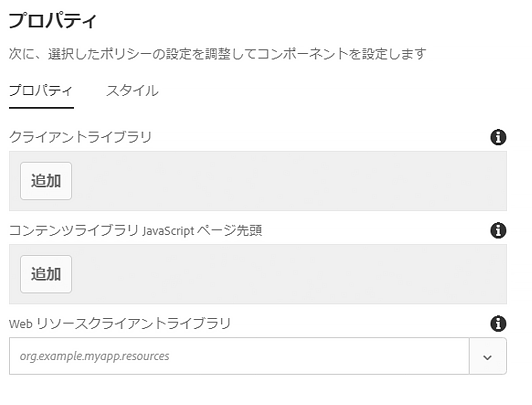 プロパティ
次に、選択したポリシーの設定を調整してコンポーネントを設定します
プロパティ スタイル
クライアントライブラリ
追加
コンテンツライブラリ JavaScript ページ先頭
追加
Web リソースクライアントライブラリ
org.example.myapp.resources